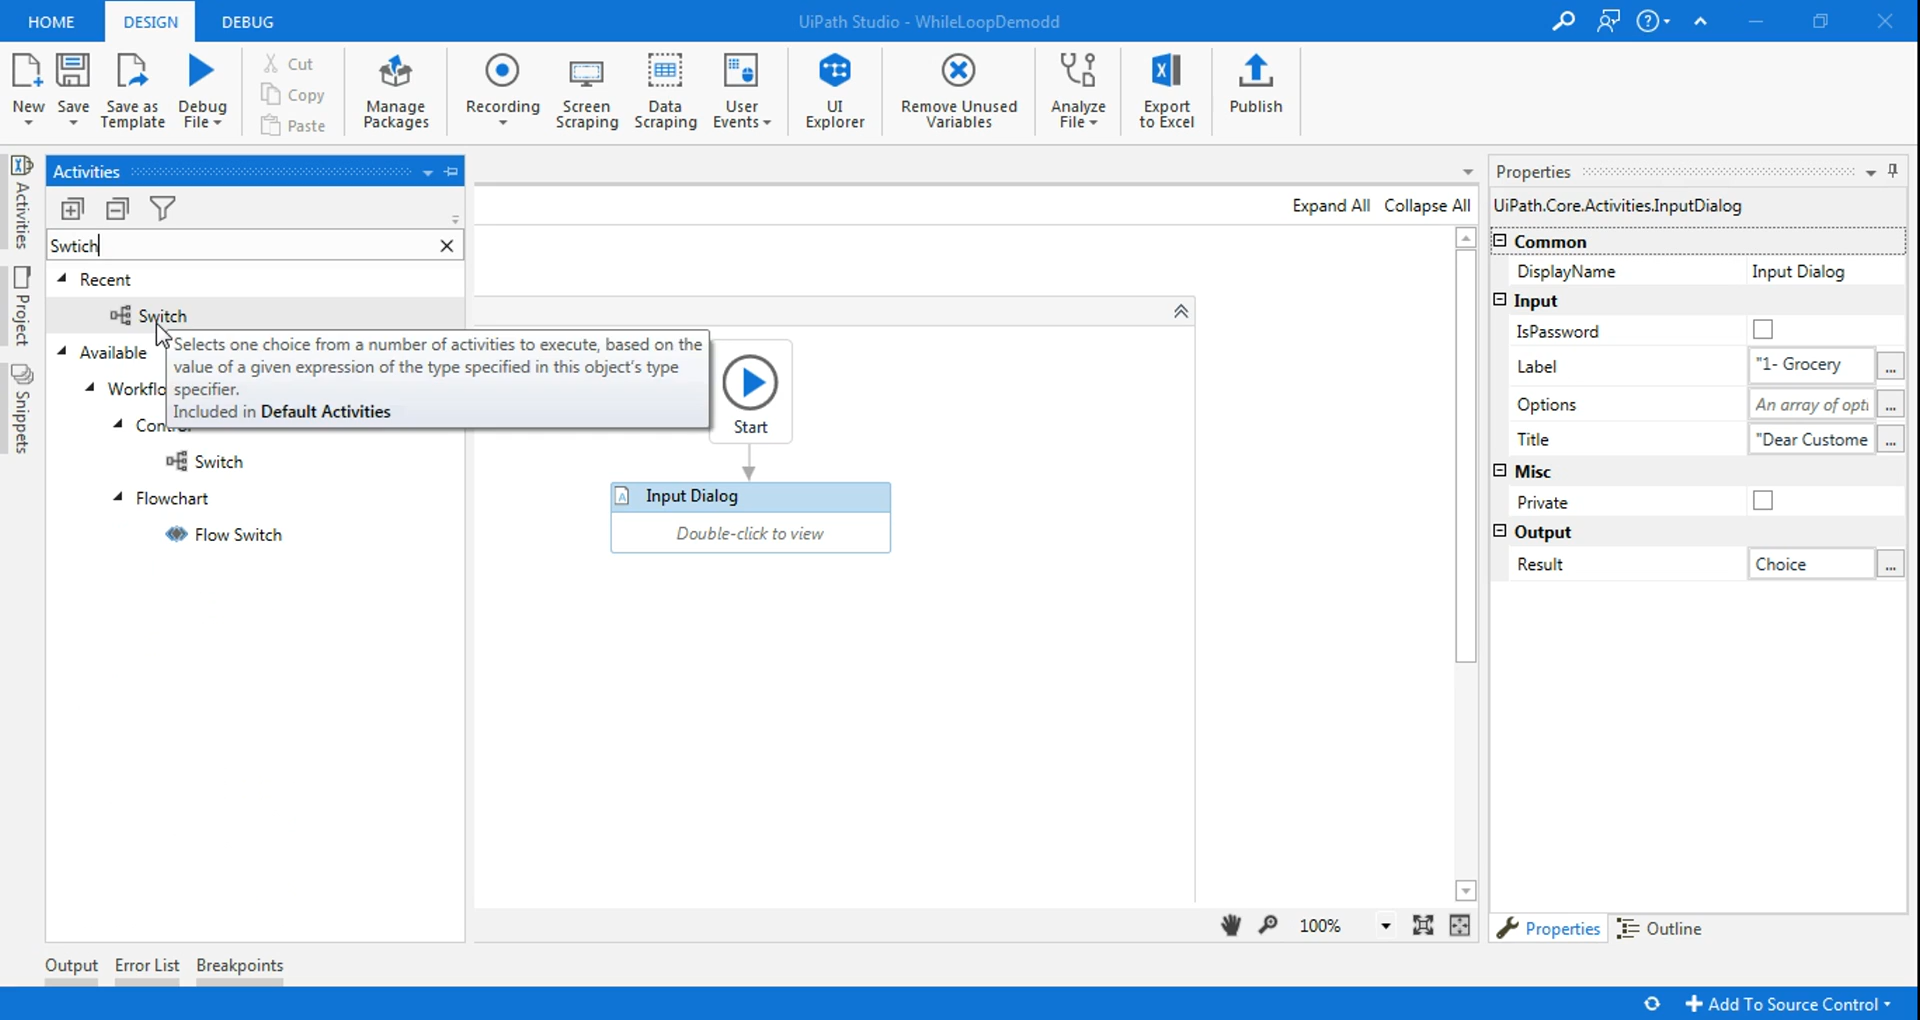 HOME DESIGN DEBUG UiPath Studio - WhileLoopDemodd
New Save Save as Template Debug File Cut Copy Paste Manage Packages Recording Screen Scraping Data Scraping User Events UI Explorer Remove Unused Variables Analyze File Export to Excel Publish
Activities
Project
Snippets
Activities
Swtich
Recent
Switch
Selects one choice from a number of activities to execute, based on the
value of a given expression of the type specified in this object's type
specifier.
Included in Default Activities
Available
Switch
Flowchart
Flow Switch
Expand All Collapse All
Start
Input Dialog
Double-click to view
100%
Properties
UiPath.Core.Activities.InputDialog
Common
DisplayName Input Dialog
Input
IsPassword
Label "1- Grocery ...
Options An array of opti ...
Title "Dear Custome ...
Misc
Private
Output
Result Choice ...
Properties Outline
Output Error List Breakpoints
Add To Source Control